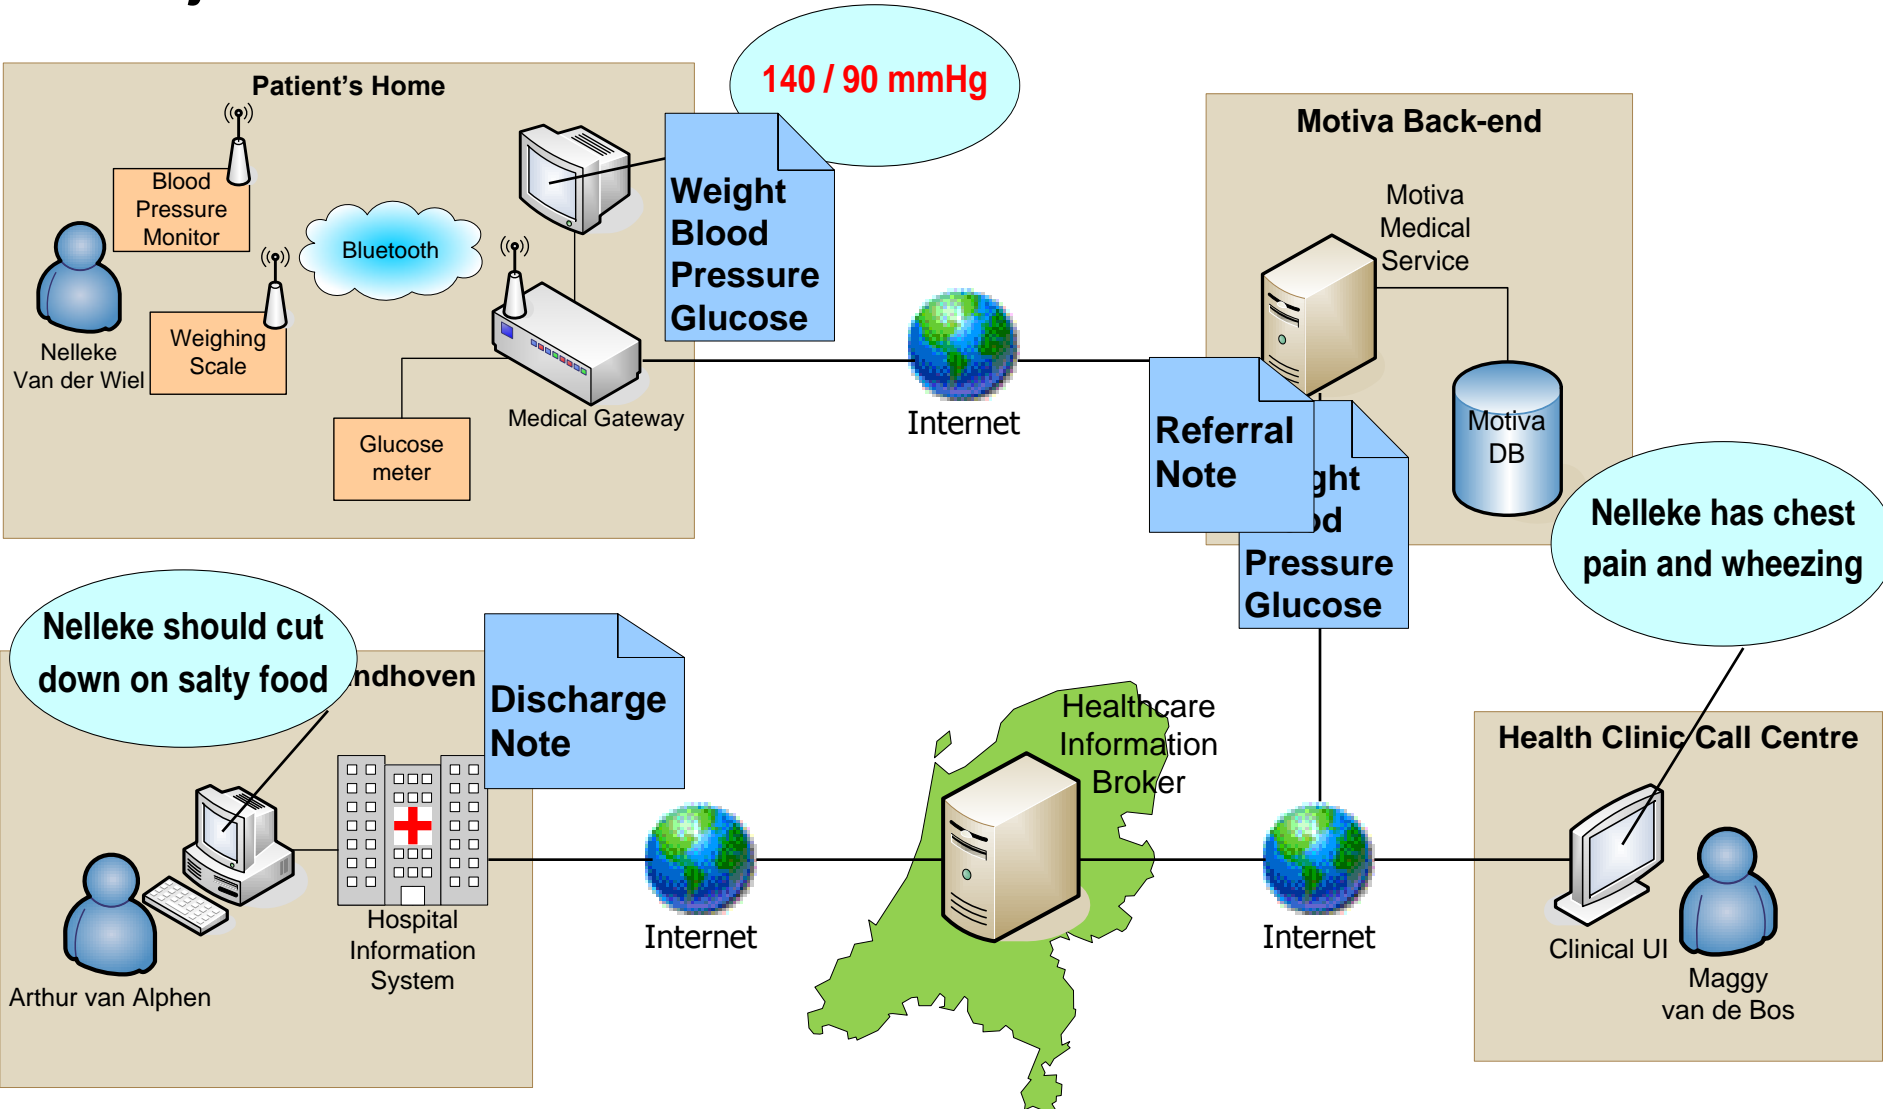 Patient's Home
140 / 90 mmHg
Motiva Back-end
Blood
Pressure
Monitor
Bluetooth
Weight
Blood
Pressure
Glucose
Motiva
Medical
Service
Nelleke
Van der Wiel
Weighing
Scale
Medical Gateway
Glucose
meter
Internet
Referral
Note
ght
od
Pressure
Glucose
Motiva
DB
Nelleke has chest
pain and wheezing
Nelleke should cut
down on salty food
ndhoven
Discharge
Note
Healthcare
Information
Broker
Health Clinic Call Centre
Hospital
Information
System
Arthur van Alphen
Internet
Internet
Clinical UI
Maggy
van de Bos